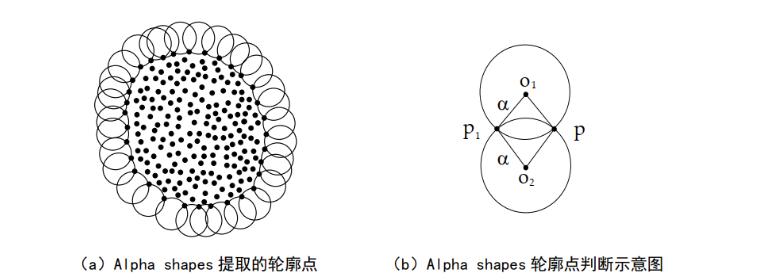 O₁
α
P₁
P
α
O₂
（a）Alpha shapes 提取的轮廓点
（b）Alpha shapes 轮廓点判断示意图